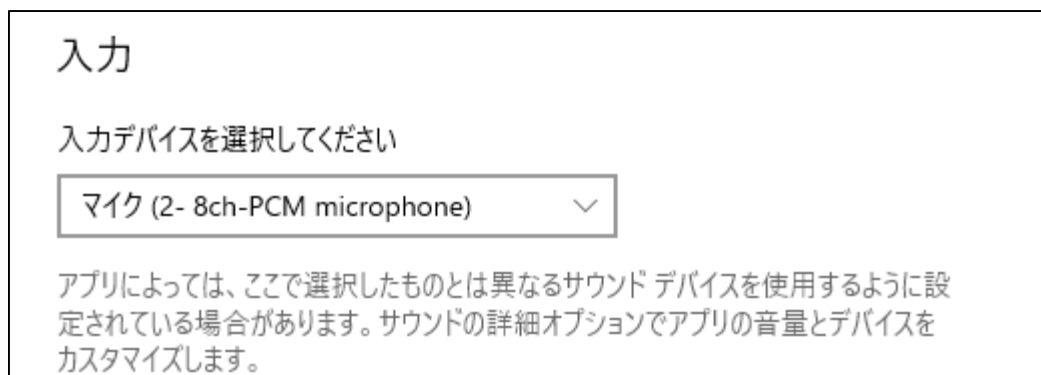 入力
入力デバイスを選択してください
マイク (2- 8ch-PCM microphone)
アプリによっては、ここで選択したものとは異なるサウンド デバイスを使用するように設
定されている場合があります。サウンドの詳細オプションでアプリの音量とデバイスを
カスタマイズします。